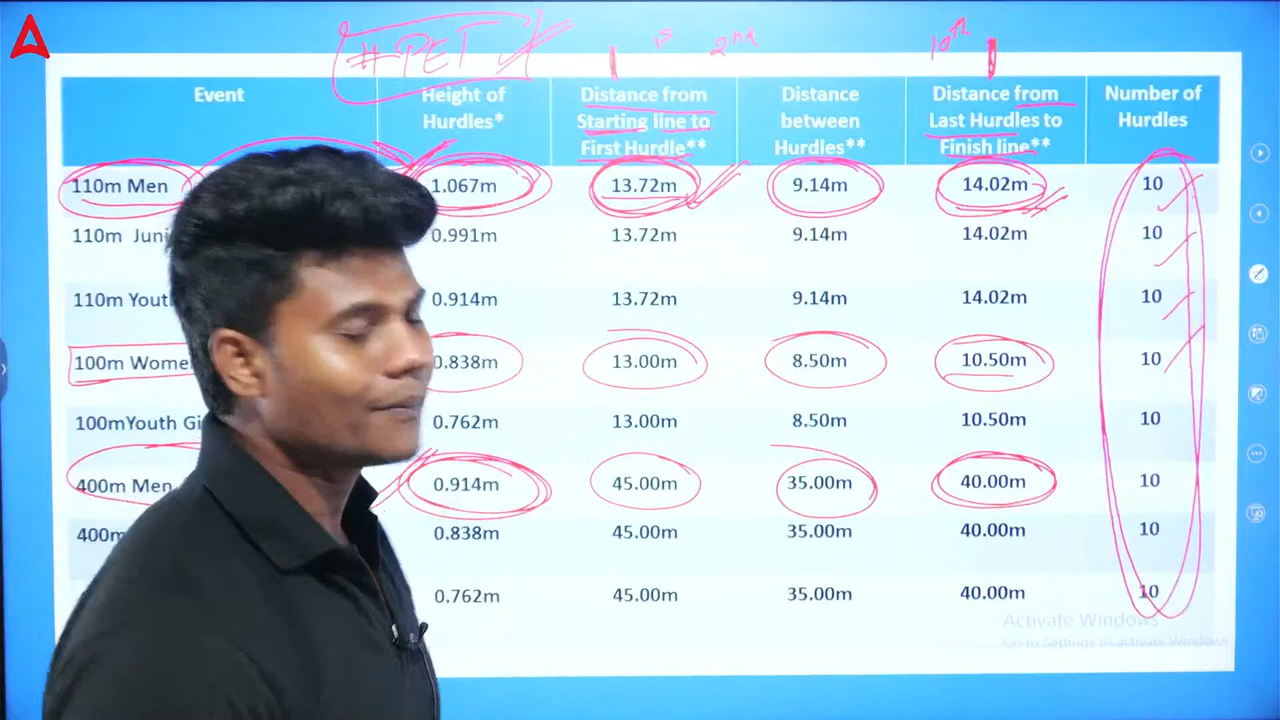 #PET
1st 2nd 10th
Event Height of Hurdles* Distance from Starting line to First Hurdle** Distance between Hurdles** Distance from Last Hurdles to Finish line** Number of Hurdles
110m Men 1.067m 13.72m 9.14m 14.02m 10
110m Juni 0.991m 13.72m 9.14m 14.02m 10
110m Yout 0.914m 13.72m 9.14m 14.02m 10
100m Wome 0.838m 13.00m 8.50m 10.50m 10
100mYouth Gi 0.762m 13.00m 8.50m 10.50m 10
400m Men 0.914m 45.00m 35.00m 40.00m 10
400m 0.838m 45.00m 35.00m 40.00m 10
0.762m 45.00m 35.00m 40.00m 10
Activate Windows
Go to Settings to activate Windows.